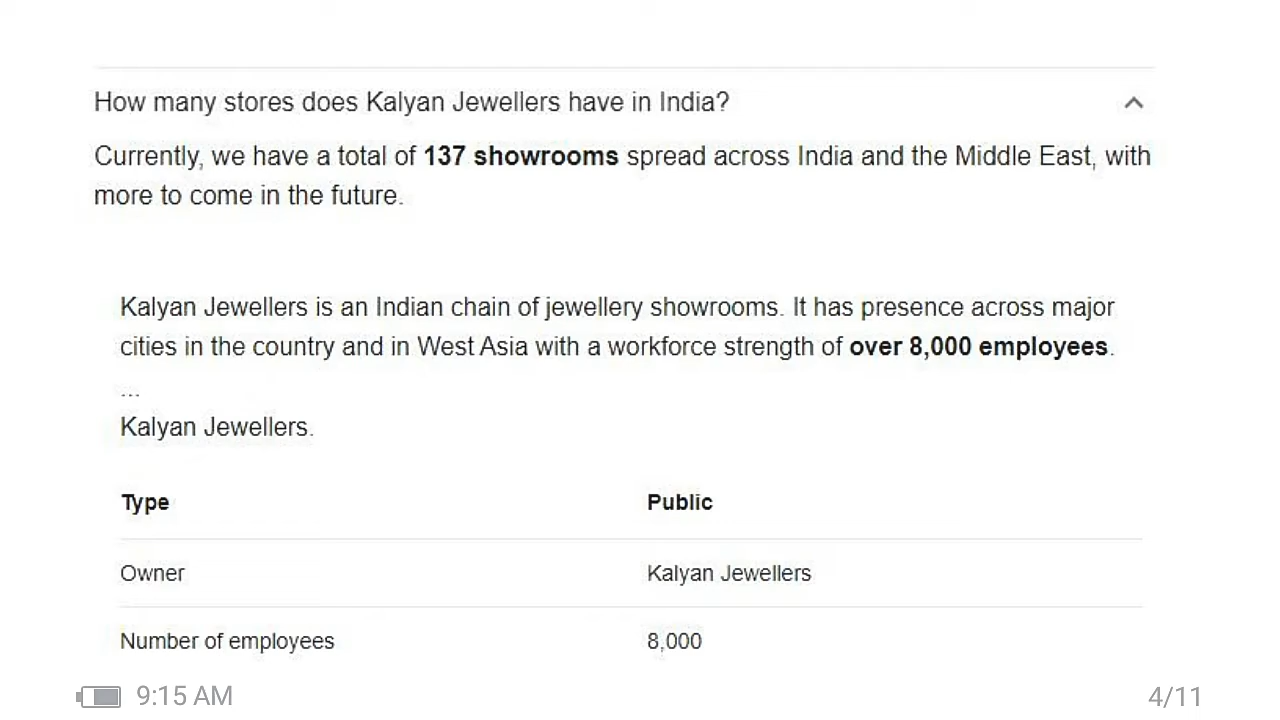 How many stores does Kalyan Jewellers have in India?
Currently, we have a total of 137 showrooms spread across India and the Middle East, with
more to come in the future.
Kalyan Jewellers is an Indian chain of jewellery showrooms. It has presence across major
cities in the country and in West Asia with a workforce strength of over 8,000 employees.
...
Kalyan Jewellers.
Type Public
Owner Kalyan Jewellers
Number of employees 8,000
9:15 AM 4/11